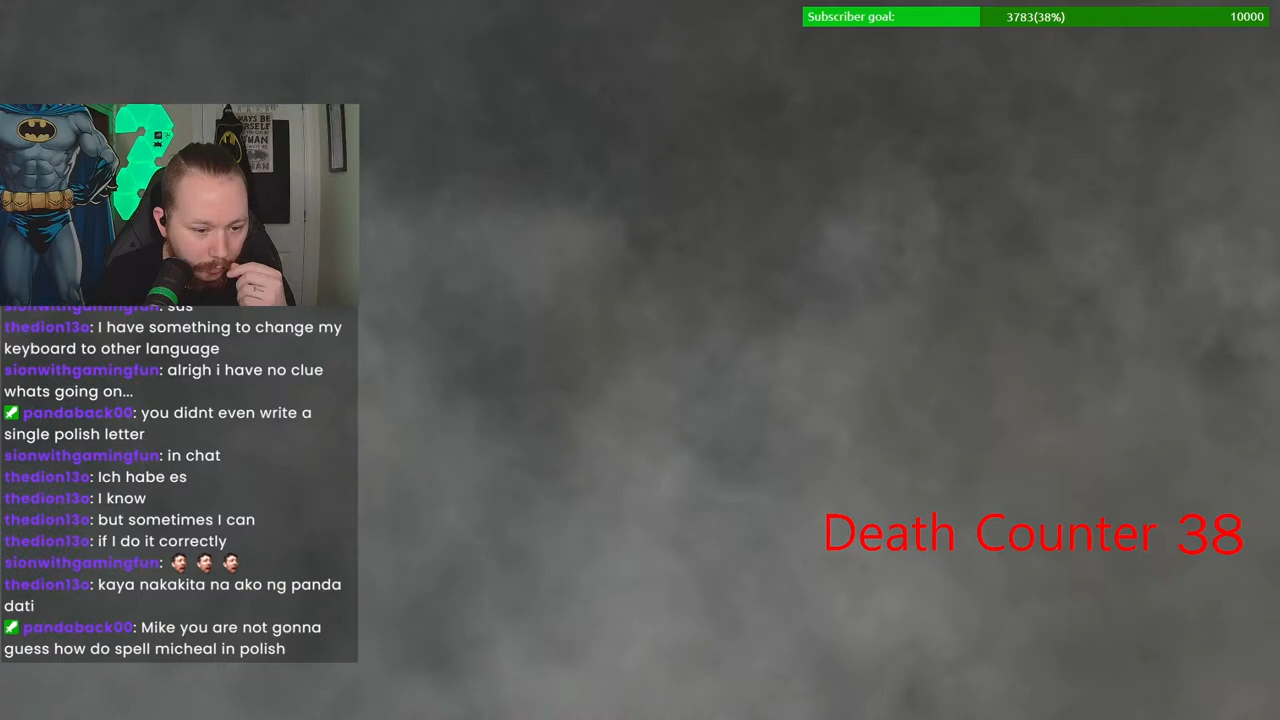 Subscriber goal: 3783(38%) 10000
sionwithgamingfun: sus
thedion13o: I have something to change my
keyboard to other language
sionwithgamingfun: alrigh i have no clue
whats going on...
pandaback00: you didnt even write a
single polish letter
sionwithgamingfun: in chat
thedion13o: Ich habe es
thedion13o: I know
thedion13o: but sometimes I can
thedion13o: if I do it correctly
sionwithgamingfun:
thedion13o: kaya nakakita na ako ng panda
dati
pandaback00: Mike you are not gonna
guess how do spell micheal in polish
Death Counter 38